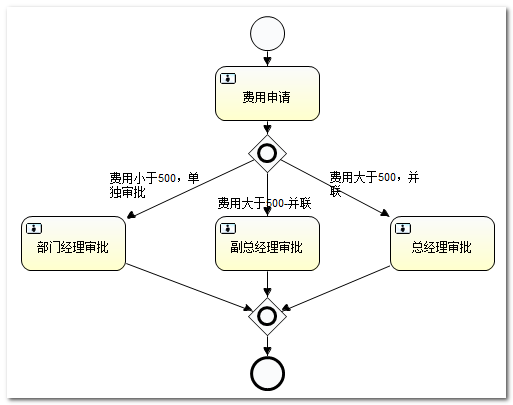 费用申请
费用小于500，单
独审批
费用大于500-并联
费用大于500，并
联
部门经理审批
副总经理审批
总经理审批